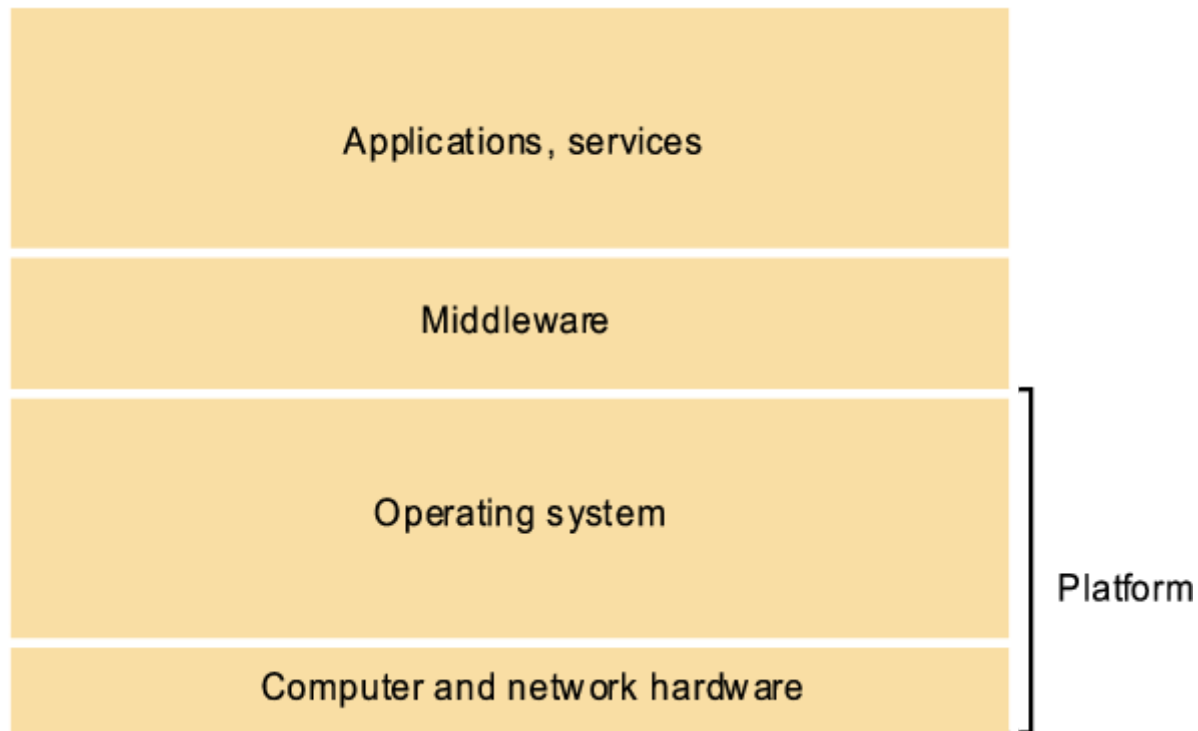 Applications, services
Middleware
Operating system
Platform
Computer and network hardware